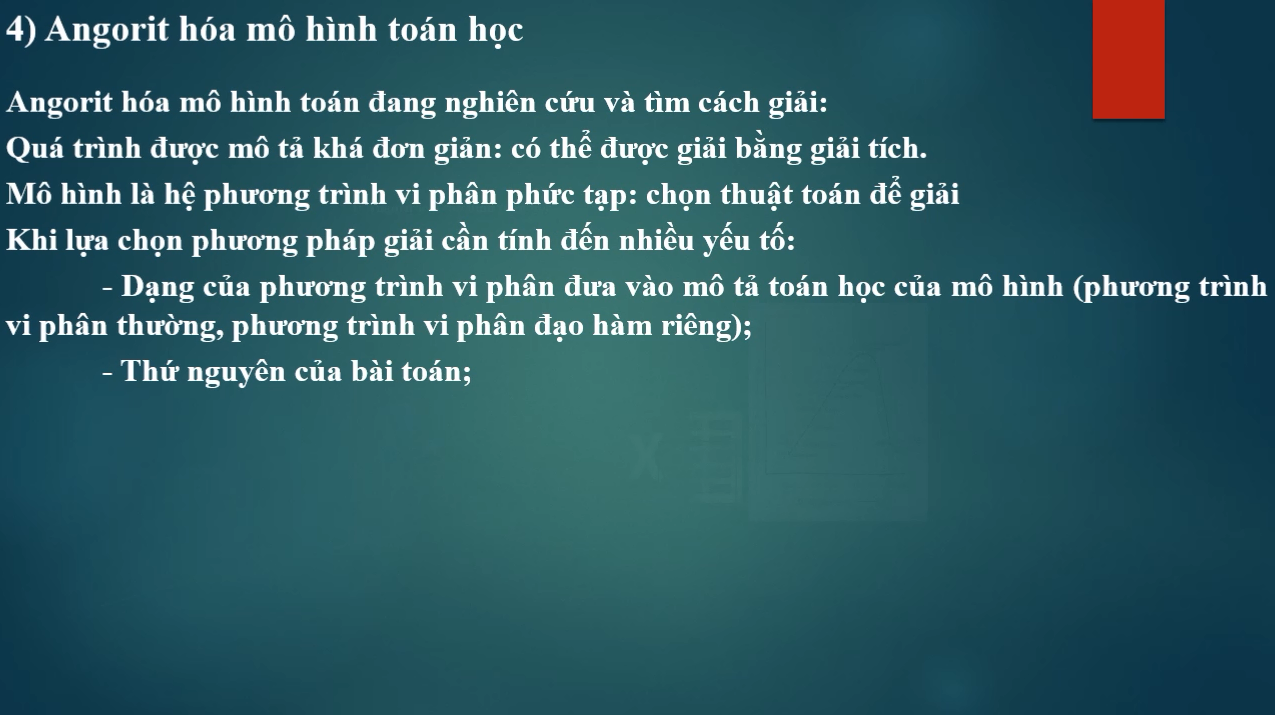 4) Angorit hóa mô hình toán học
Angorit hóa mô hình toán đang nghiên cứu và tìm cách giải:
Quá trình được mô tả khá đơn giản: có thể được giải bằng giải tích.
Mô hình là hệ phương trình vi phân phức tạp: chọn thuật toán để giải
Khi lựa chọn phương pháp giải cần tính đến nhiều yếu tố:
- Dạng của phương trình vi phân đưa vào mô tả toán học của mô hình (phương trình
vi phân thường, phương trình vi phân đạo hàm riêng);
- Thứ nguyên của bài toán;